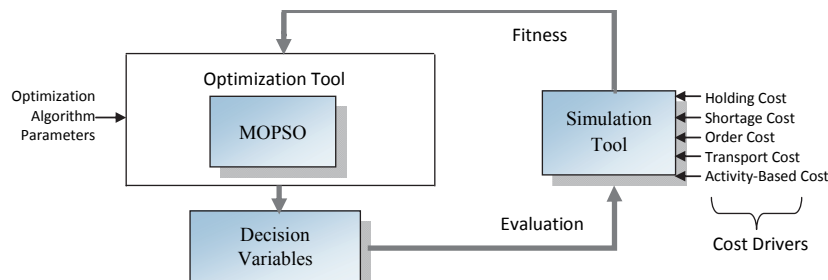 Fitness
Optimization Tool
Optimization
Algorithm
Parameters
MOPSO
Simulation
Tool
Holding Cost
Shortage Cost
Order Cost
Transport Cost
Activity-Based Cost
Decision
Variables
Evaluation
Cost Drivers